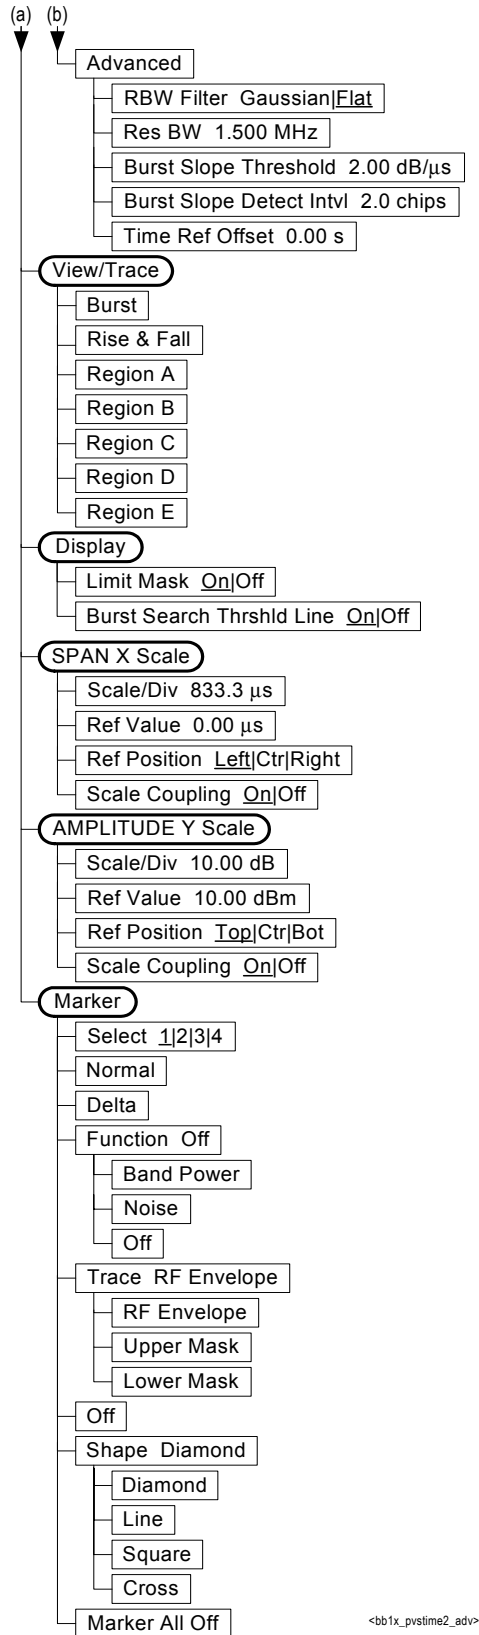 (a) (b)
Advanced
RBW Filter Gaussian|Flat
Res BW 1.500 MHz
Burst Slope Threshold 2.00 dB/μs
Burst Slope Detect Intvl 2.0 chips
Time Ref Offset 0.00 s
View/Trace
Burst
Rise & Fall
Region A
Region B
Region C
Region D
Region E
Display
Limit Mask On|Off
Burst Search Thrshld Line On|Off
SPAN X Scale
Scale/Div 833.3 μs
Ref Value 0.00 μs
Ref Position Left|Ctr|Right
Scale Coupling On|Off
AMPLITUDE Y Scale
Scale/Div 10.00 dB
Ref Value 10.00 dBm
Ref Position Top|Ctr|Bot
Scale Coupling On|Off
Marker
Select 1|2|3|4
Normal
Delta
Function Off
Band Power
Noise
Off
Trace RF Envelope
RF Envelope
Upper Mask
Lower Mask
Off
Shape Diamond
Diamond
Line
Square
Cross
Marker All Off
<bb1x_pvstime2_adv>